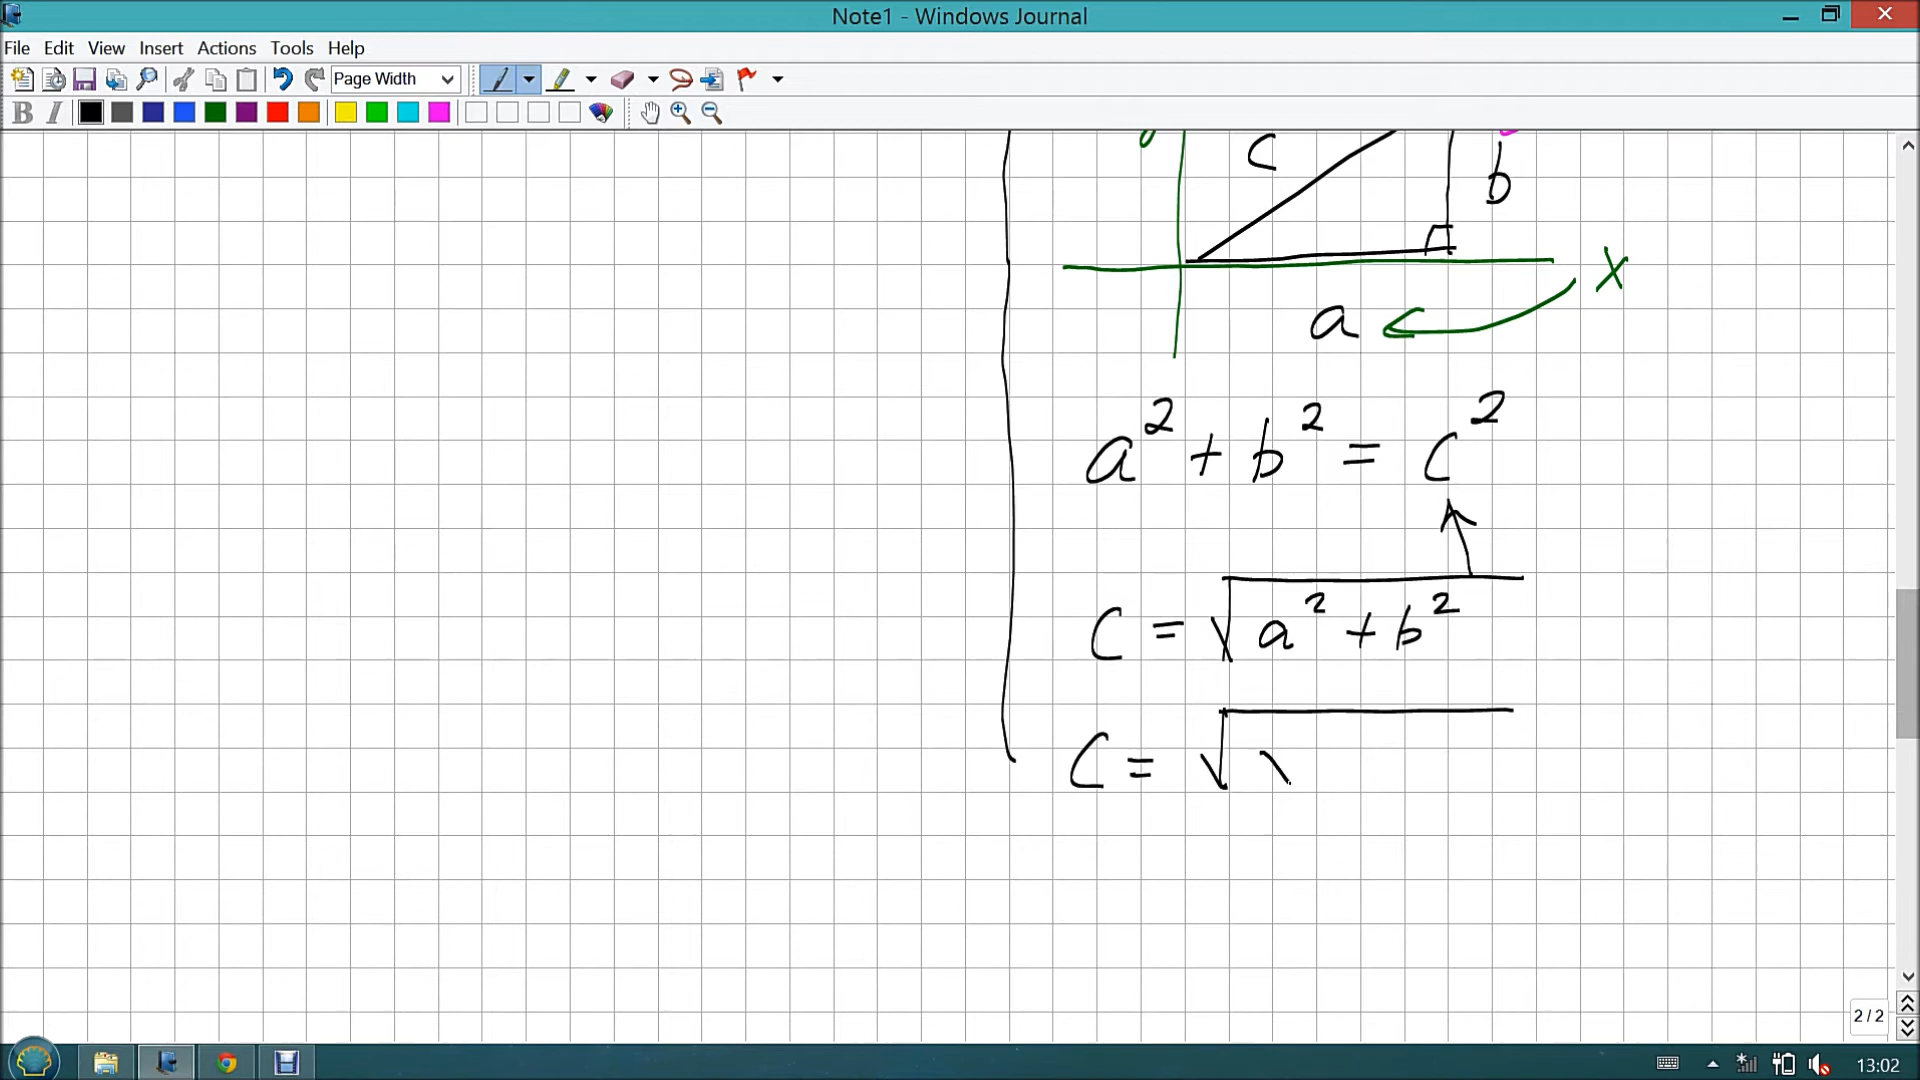 Note1 - Windows Journal
File Edit View Insert Actions Tools Help
Page Width
B I
c
b
x
a
a² + b² = c²
C = √a² + b²
C = √
2 / 2
13:02